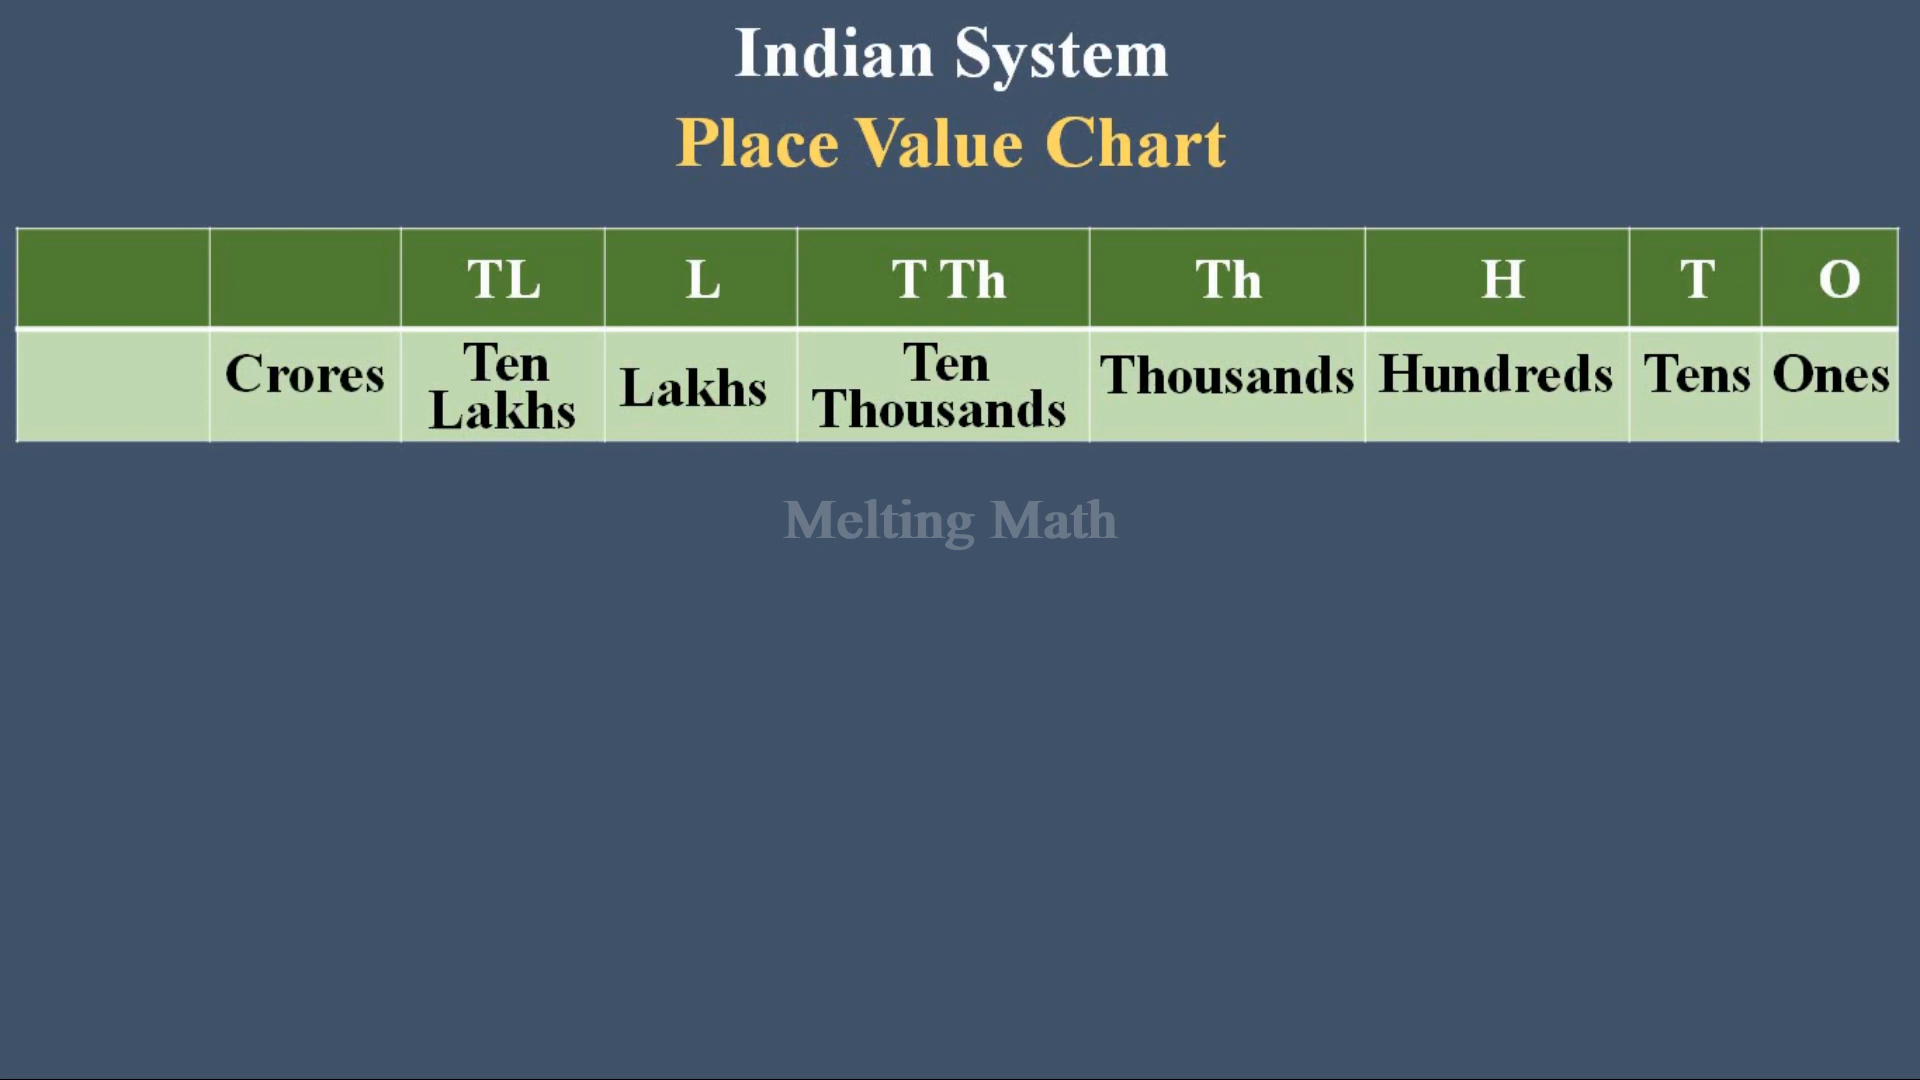 Indian System
Place Value Chart
TL L T Th Th H T O
Crores Ten Lakhs Lakhs Ten Thousands Thousands Hundreds Tens Ones
Melting Math